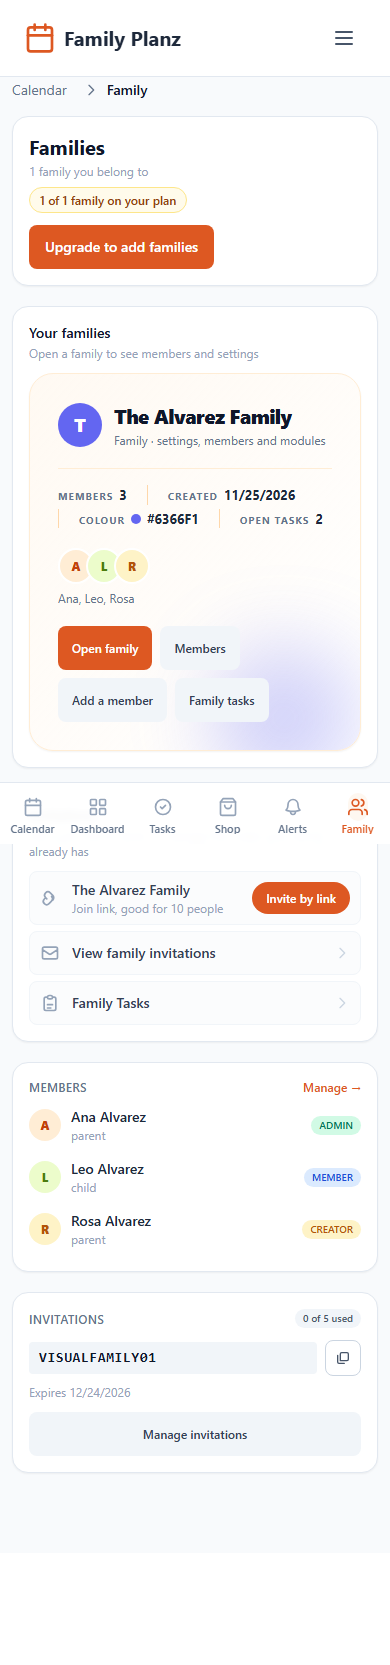 Family Planz
Calendar > Family
Families
1 family you belong to
1 of 1 family on your plan
Upgrade to add families
Your families
Open a family to see members and settings
T
The Alvarez Family
Family · settings, members and modules
MEMBERS 3 CREATED 11/25/2026
COLOUR #6366F1 OPEN TASKS 2
A L R
Ana, Leo, Rosa
Open family Members
Add a member Family tasks
Calendar Dashboard Tasks Shop Alerts Family
already has
The Alvarez Family
Join link, good for 10 people
Invite by link
View family invitations
Family Tasks
MEMBERS Manage →
A Ana Alvarez ADMIN
parent
L Leo Alvarez MEMBER
child
R Rosa Alvarez CREATOR
parent
INVITATIONS 0 of 5 used
VISUALFAMILY01
Expires 12/24/2026
Manage invitations